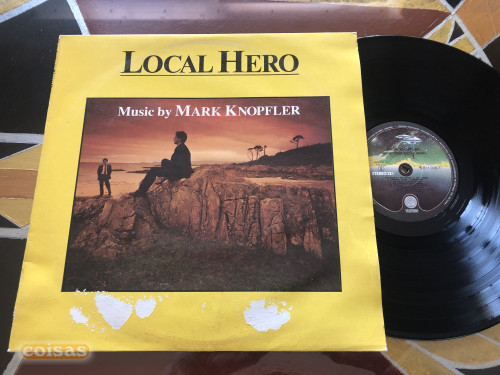 LOCAL HERO
Music by MARK KNOPFLER
coisas